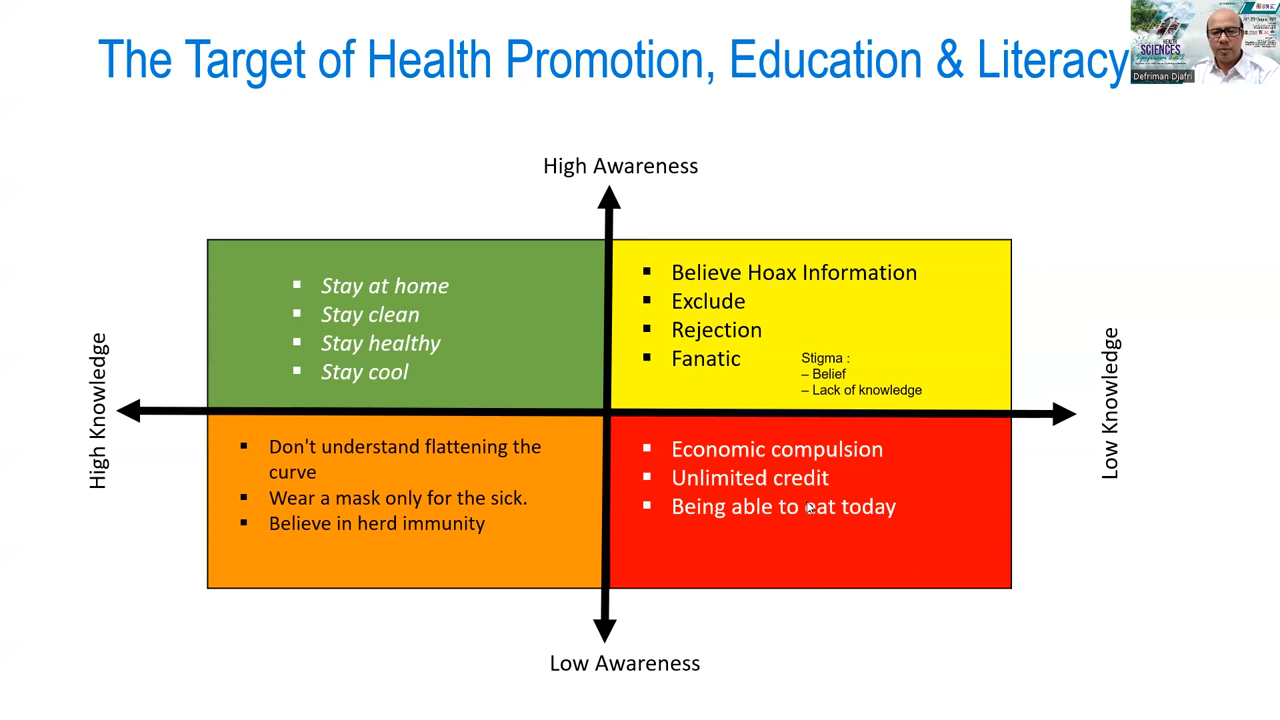 The Target of Health Promotion, Education & Literacy
HEALTH
SCIENCES
Defriman Djafri
High Awareness
High Knowledge
Stay at home
Stay clean
Stay healthy
Stay cool
Believe Hoax Information
Exclude
Rejection
Fanatic
Stigma :
– Belief
– Lack of knowledge
Low Knowledge
Don't understand flattening the
curve
Wear a mask only for the sick.
Believe in herd immunity
Economic compulsion
Unlimited credit
Being able to eat today
Low Awareness